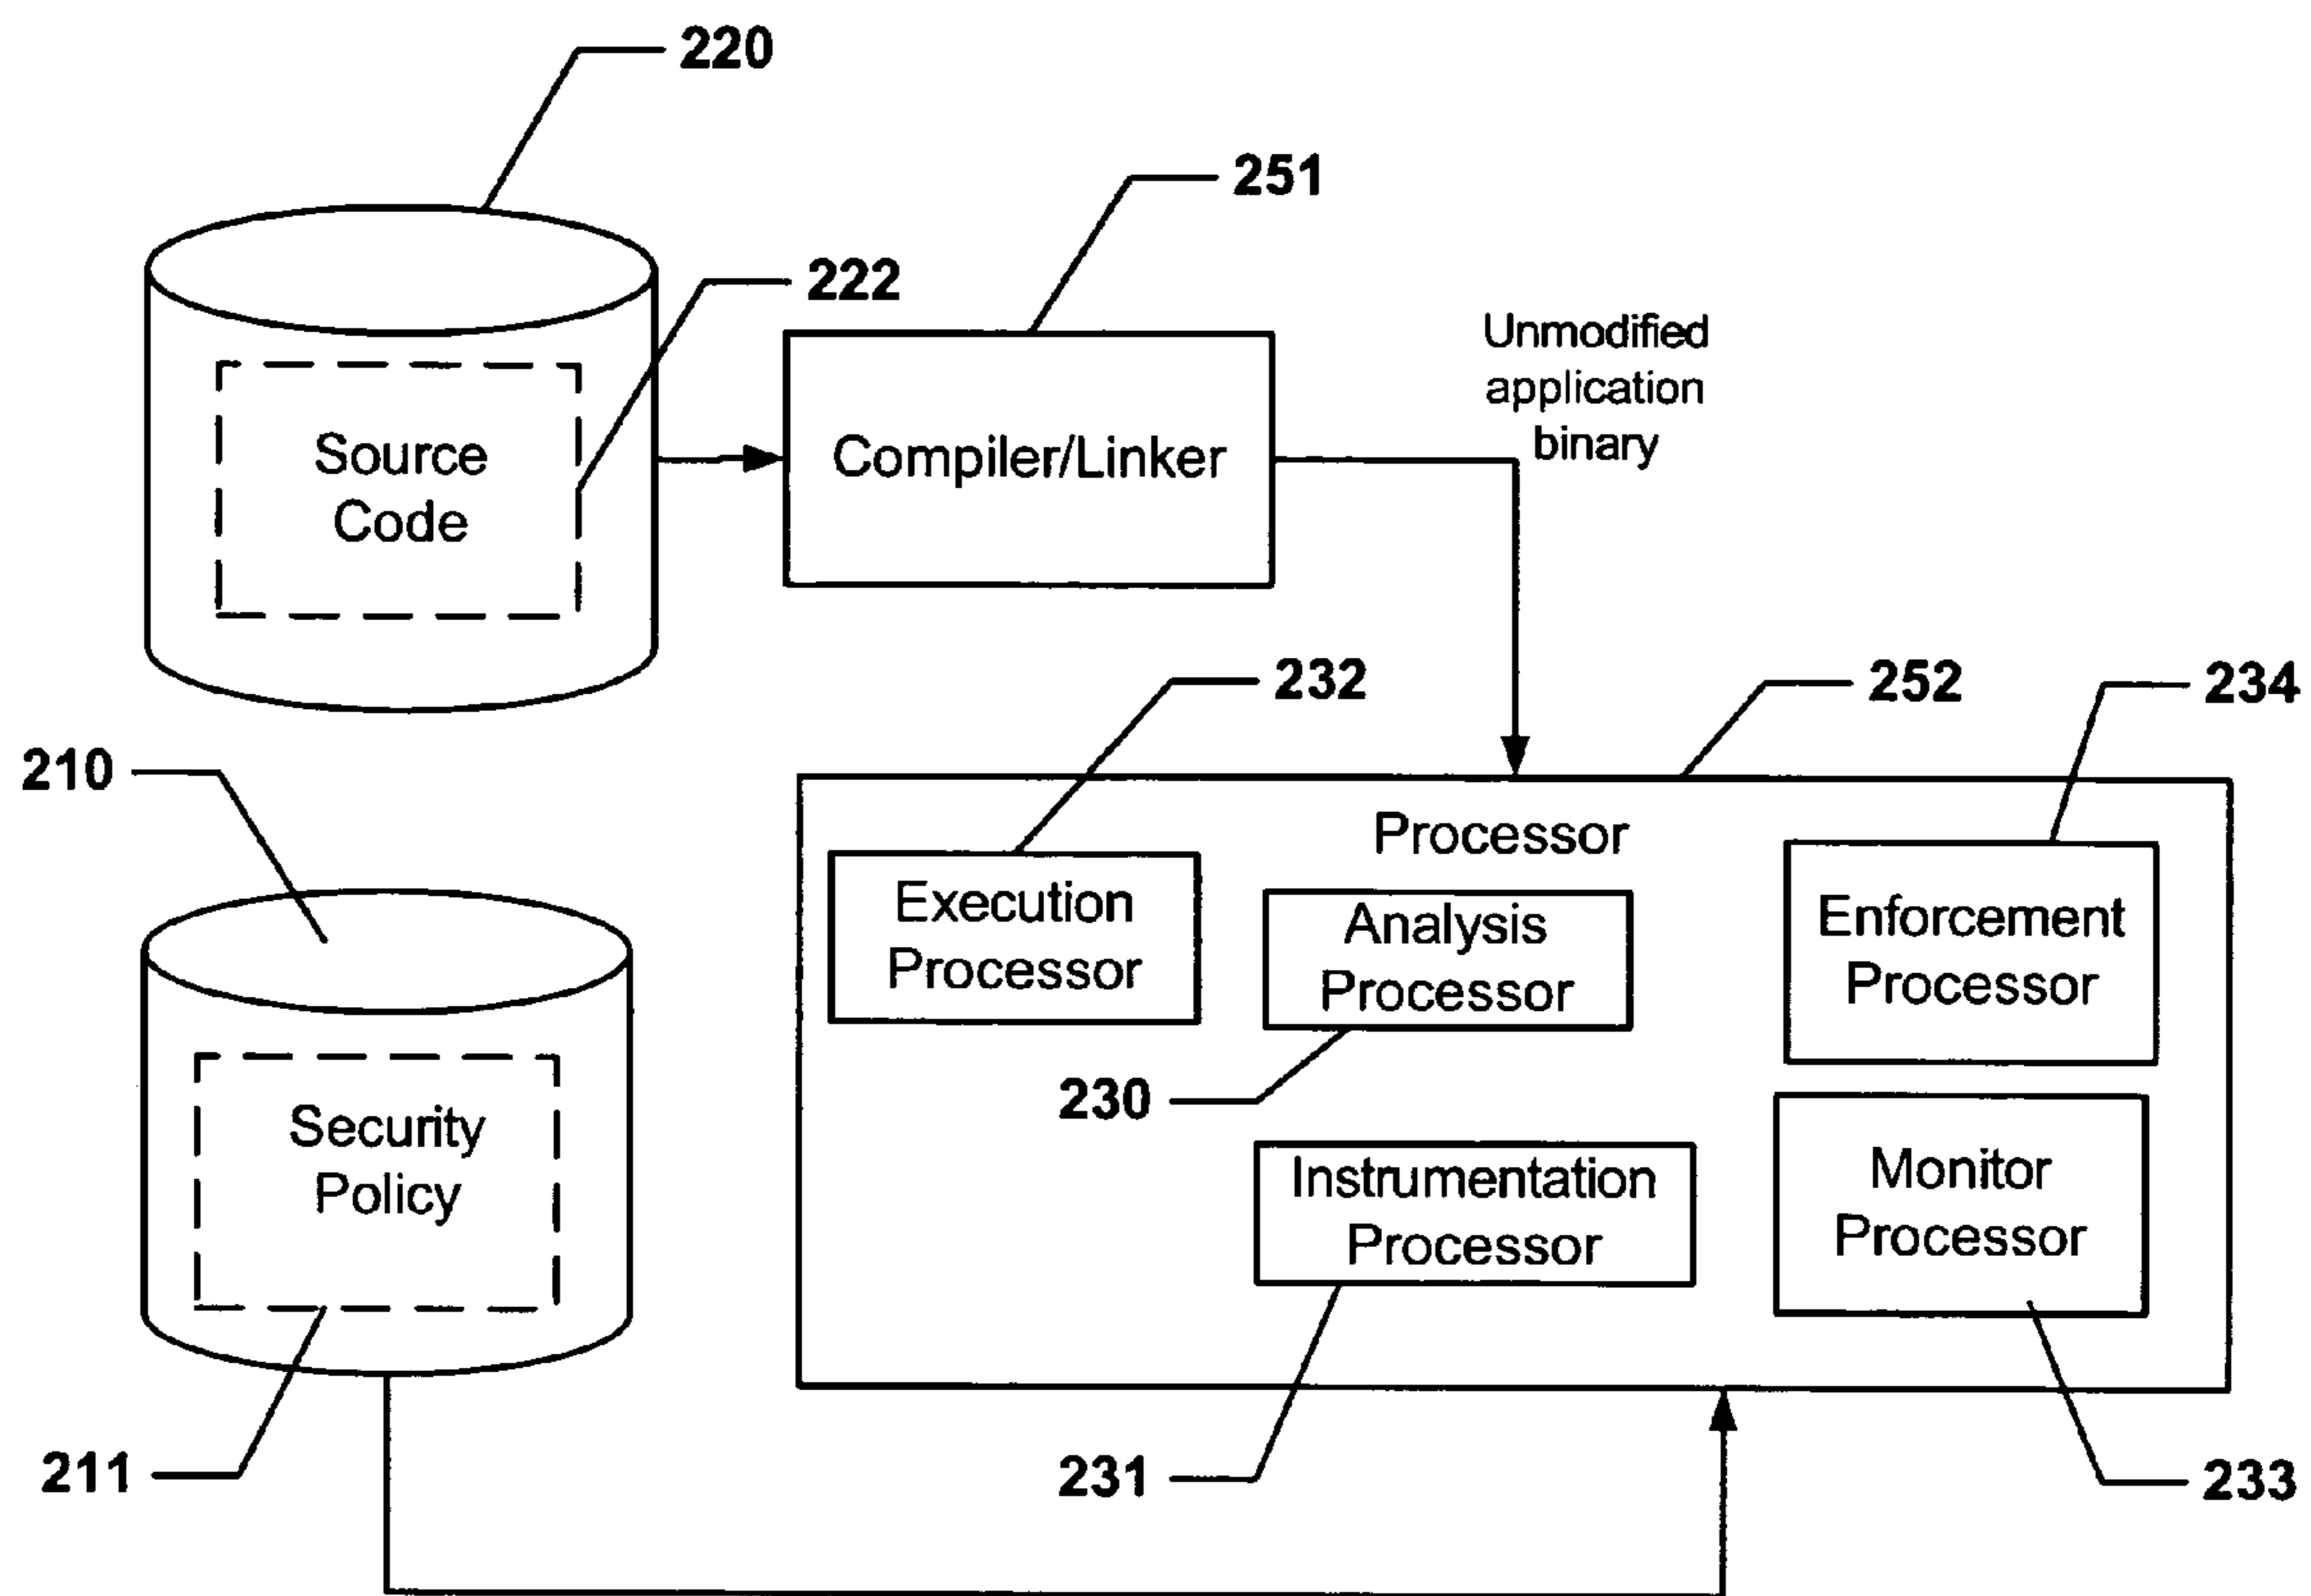 220
251
222
Unmodified
application
binary
Source
Code
Compiler/Linker
232
252
234
210
Processor
Execution
Processor
Analysis
Processor
Enforcement
Processor
230
Security
Policy
Instrumentation
Processor
Monitor
Processor
211
231
233